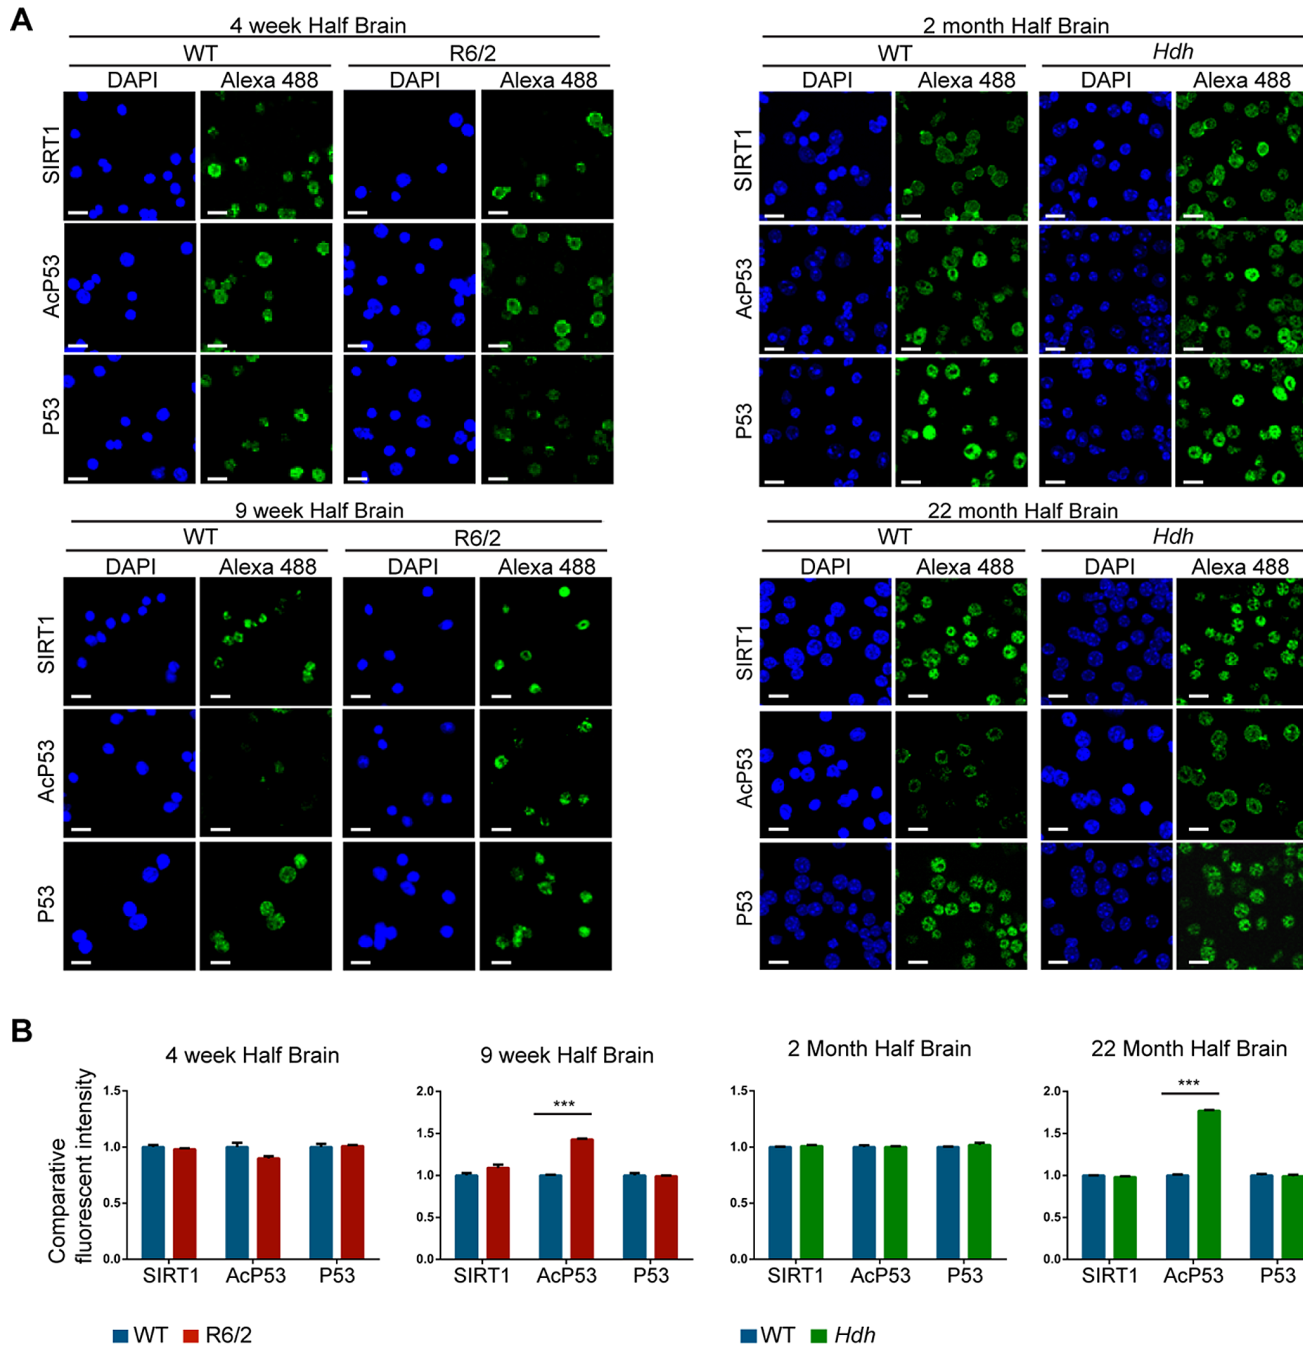 A
4 week Half Brain
WT R6/2
DAPI Alexa 488 DAPI Alexa 488
SIRT1
AcP53
P53
2 month Half Brain
WT Hdh
DAPI Alexa 488 DAPI Alexa 488
SIRT1
AcP53
P53
9 week Half Brain
WT R6/2
DAPI Alexa 488 DAPI Alexa 488
SIRT1
AcP53
P53
22 month Half Brain
WT Hdh
DAPI Alexa 488 DAPI Alexa 488
SIRT1
AcP53
P53
B
Comparative
fluorescent intensity
4 week Half Brain
1.5
1.0
0.5
0.0
SIRT1 AcP53 P53
9 week Half Brain
2.0
1.5
1.0
0.5
0.0
***
SIRT1 AcP53 P53
WT R6/2
2 Month Half Brain
1.5
1.0
0.5
0.0
SIRT1 AcP53 P53
22 Month Half Brain
2.0
1.5
1.0
0.5
0.0
***
SIRT1 AcP53 P53
WT Hdh